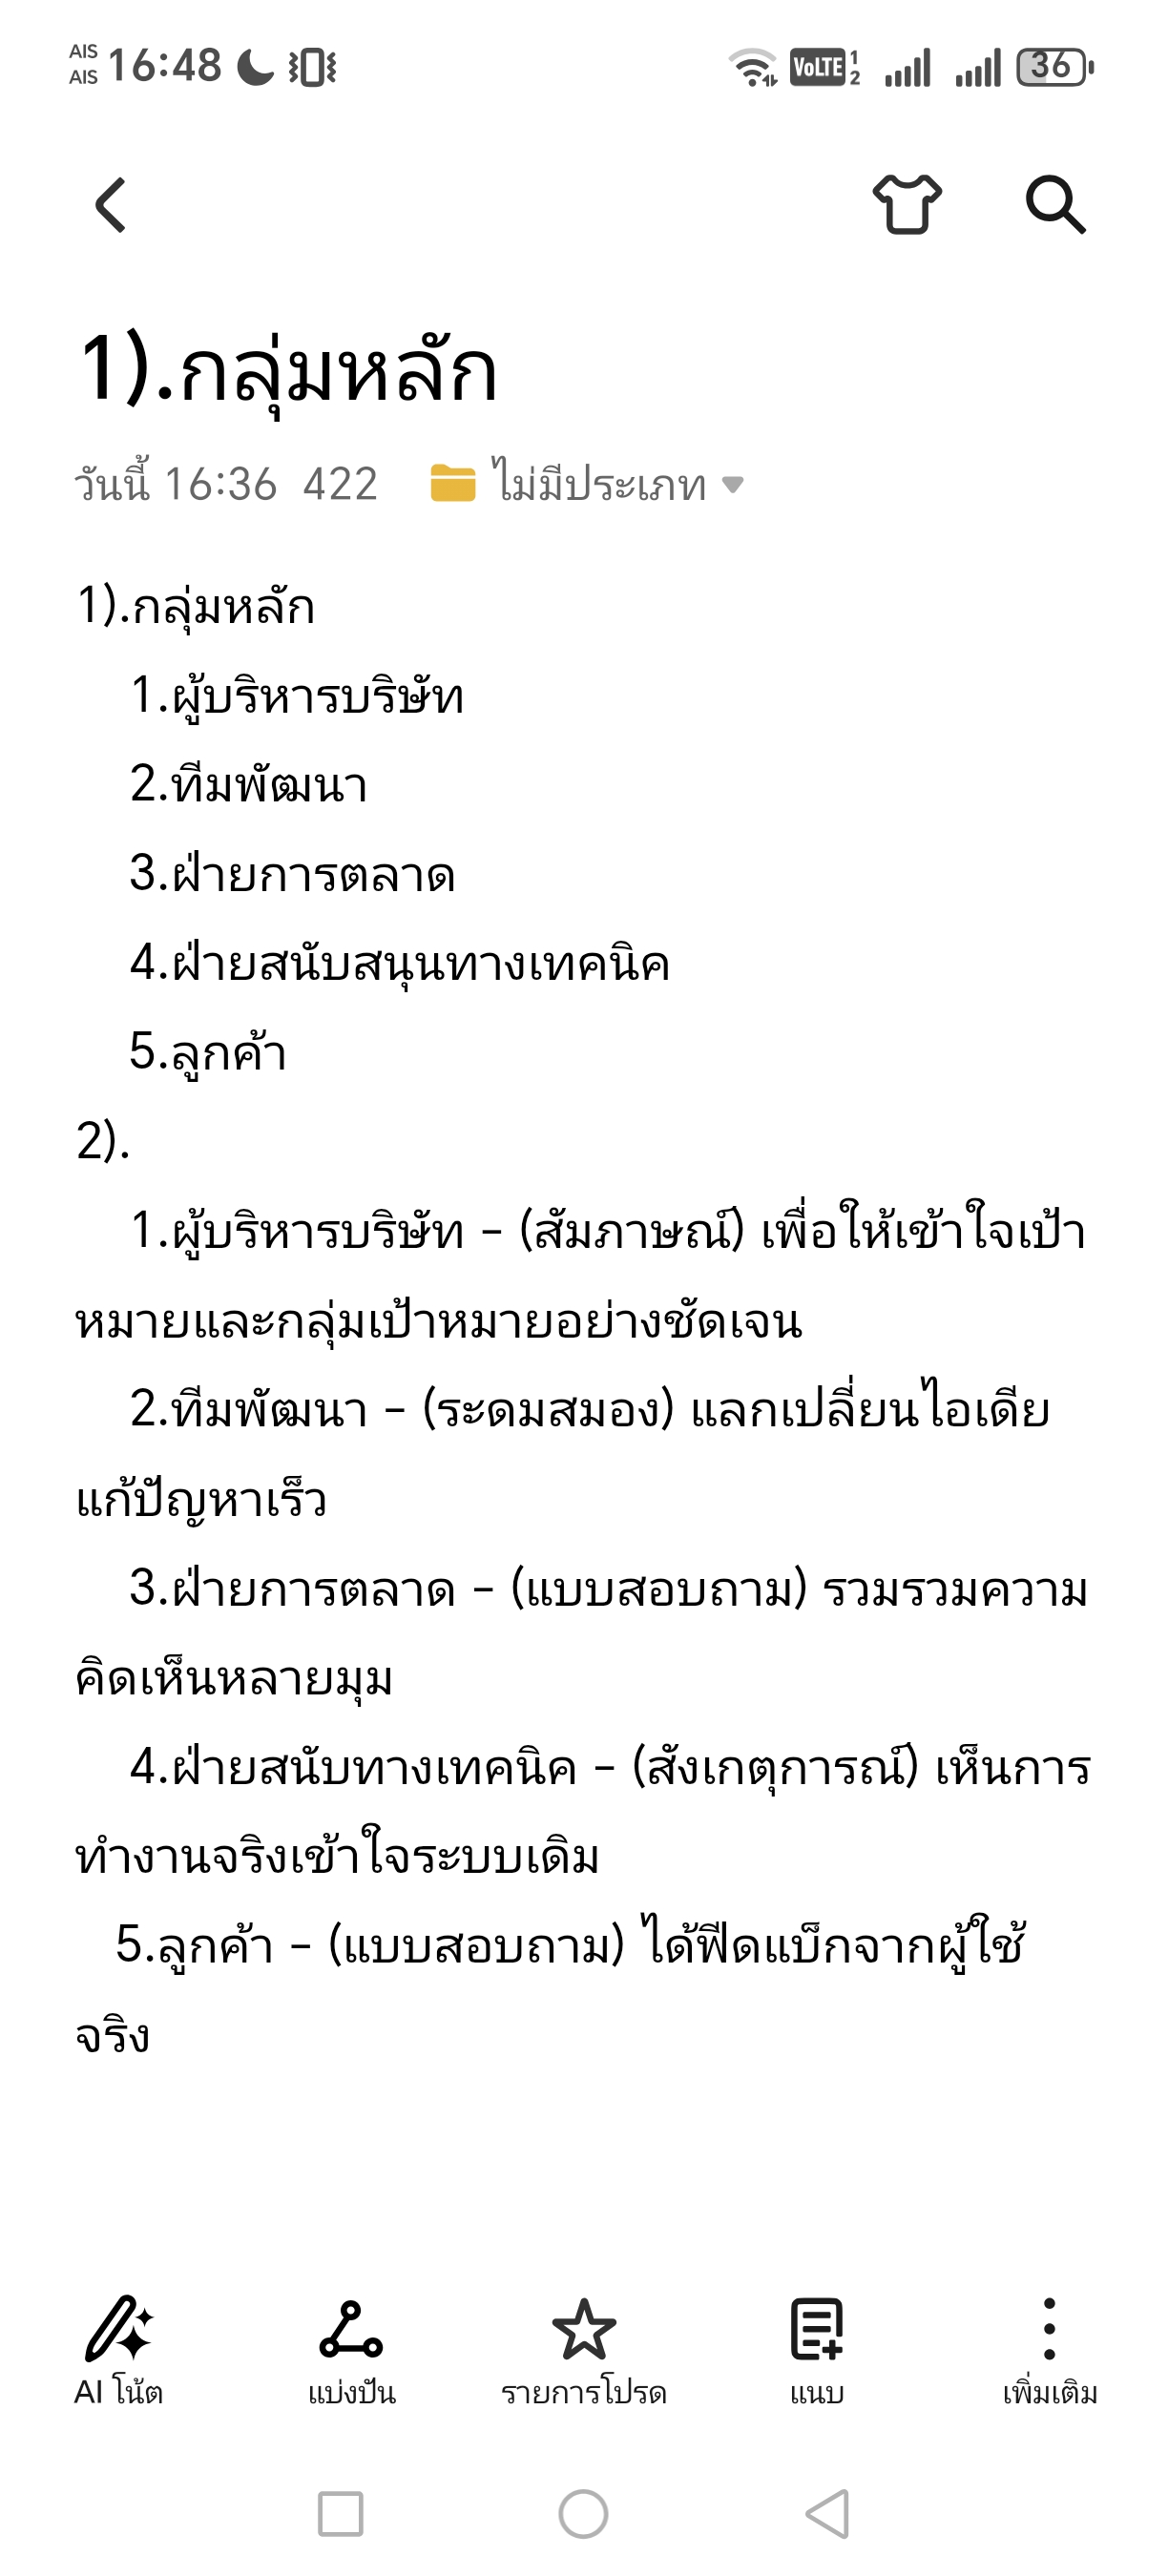 AIS
AIS
16:48
VoLTE 1 2
36
1).กลุ่มหลัก
วันนี้ 16:36 422 ไม่มีประเภท
1).กลุ่มหลัก
1.ผู้บริหารบริษัท
2.ทีมพัฒนา
3.ฝ่ายการตลาด
4.ฝ่ายสนับสนุนทางเทคนิค
5.ลูกค้า
2).
1.ผู้บริหารบริษัท - (สัมภาษณ์) เพื่อให้เข้าใจเป้า
หมายและกลุ่มเป้าหมายอย่างชัดเจน
2.ทีมพัฒนา - (ระดมสมอง) แลกเปลี่ยนไอเดีย
แก้ปัญหาเร็ว
3.ฝ่ายการตลาด - (แบบสอบถาม) รวมรวมความ
คิดเห็นหลายมุม
4.ฝ่ายสนับทางเทคนิค - (สังเกตุการณ์) เห็นการ
ทำงานจริงเข้าใจระบบเดิม
5.ลูกค้า - (แบบสอบถาม) ได้ฟีดแบ็กจากผู้ใช้
จริง
AI โน้ต แบ่งปัน รายการโปรด แนบ เพิ่มเติม